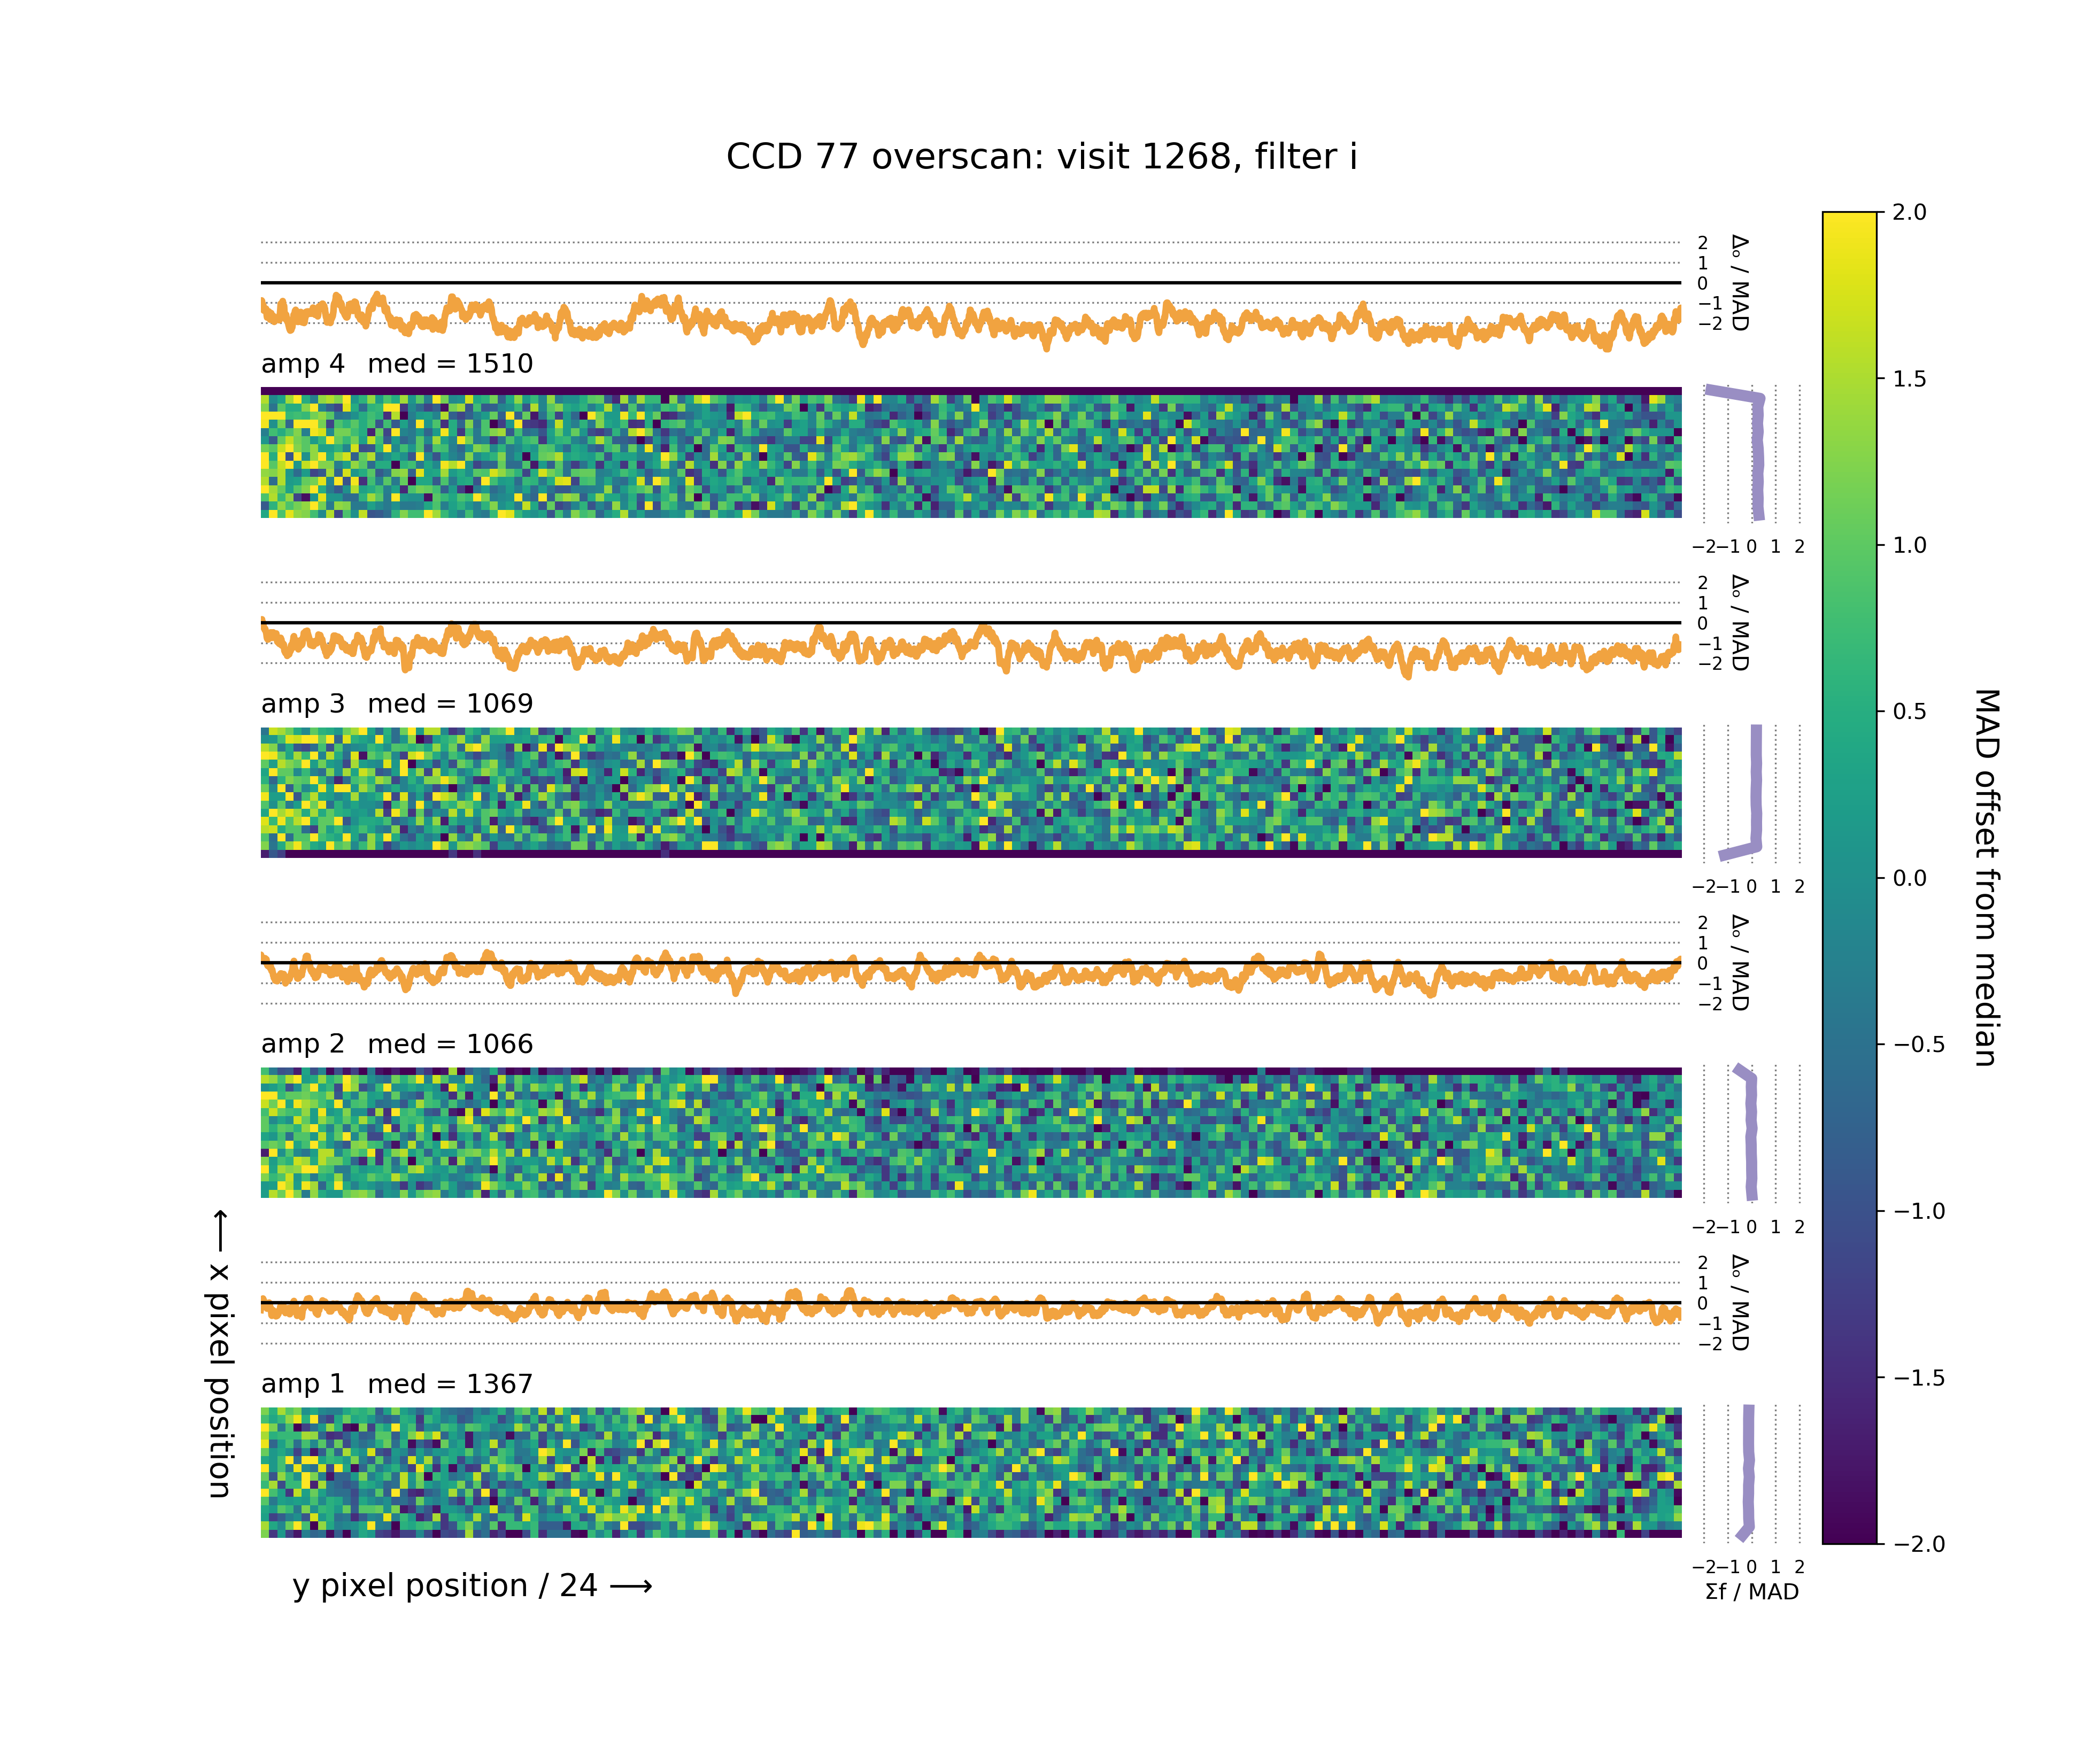 CCD 77 overscan: visit 1268, filter i
2
1
0
−1
−2
Δₒ / MAD
amp 4 med = 1510
−2 −1 0 1 2
2
1
0
−1
−2
Δₒ / MAD
amp 3 med = 1069
−2 −1 0 1 2
2
1
0
−1
−2
Δₒ / MAD
amp 2 med = 1066
−2 −1 0 1 2
2
1
0
−1
−2
Δₒ / MAD
amp 1 med = 1367
−2 −1 0 1 2
Σf / MAD
y pixel position / 24 ⟶
⟵ x pixel position
2.0
1.5
1.0
0.5
0.0
−0.5
−1.0
−1.5
−2.0
MAD offset from median